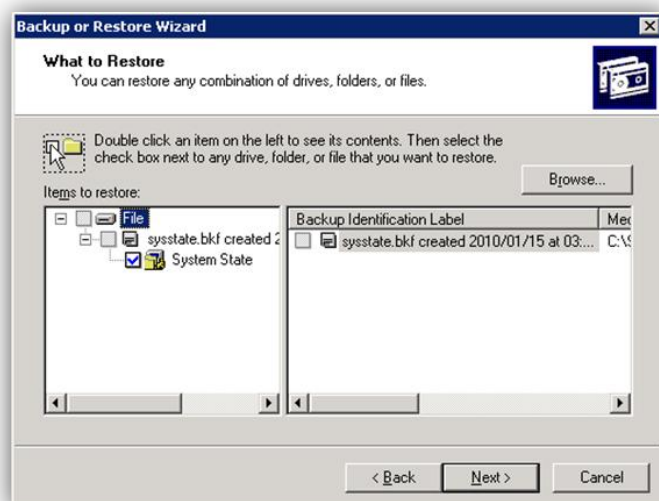 Backup or Restore Wizard
What to Restore
You can restore any combination of drives, folders, or files.
Double click an item on the left to see its contents. Then select the
check box next to any drive, folder, or file that you want to restore.
Browse...
Items to restore:
File
sysstate.bkf created 2
System State
Backup Identification Label
sysstate.bkf created 2010/01/15 at 03:...
C:\
< Back
Next >
Cancel